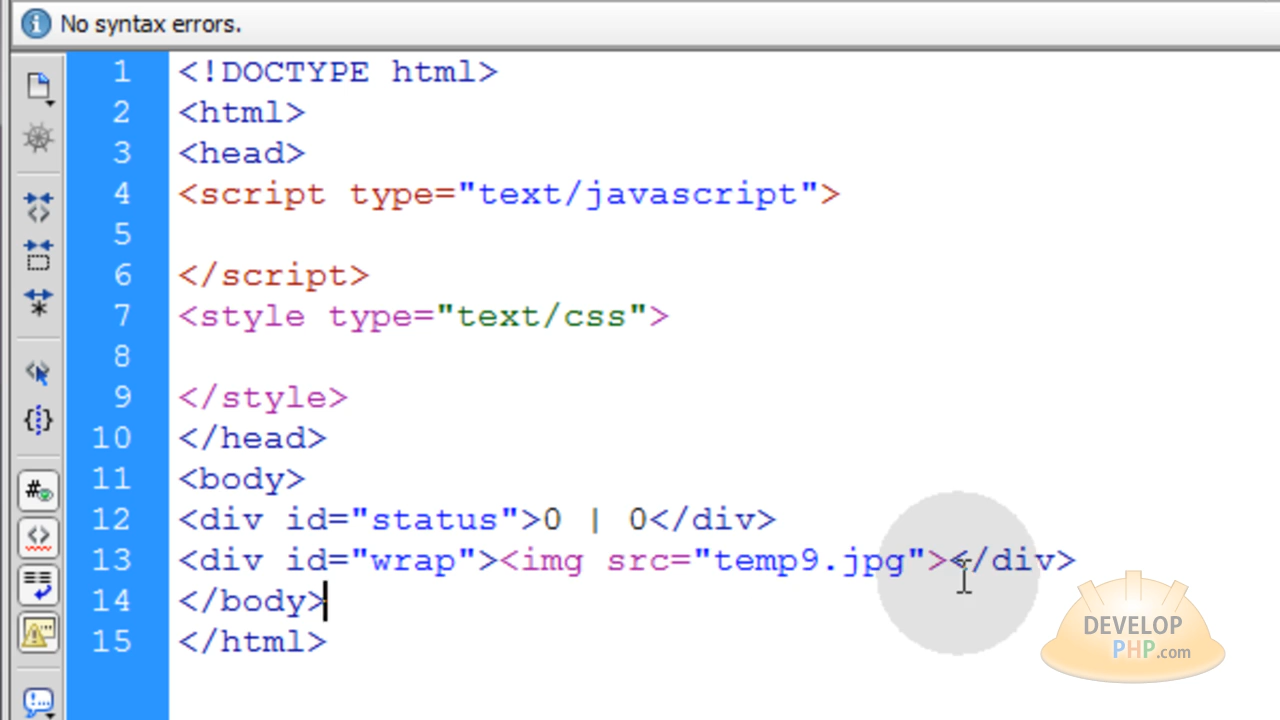 No syntax errors.
1 <!DOCTYPE html>
2 <html>
3 <head>
4 <script type="text/javascript">
5
6 </script>
7 <style type="text/css">
8
9 </style>
10 </head>
11 <body>
12 <div id="status">0 | 0</div>
13 <div id="wrap"><img src="temp9.jpg"></div>
14 </body>
15 </html>
DEVELOP
PHP.com